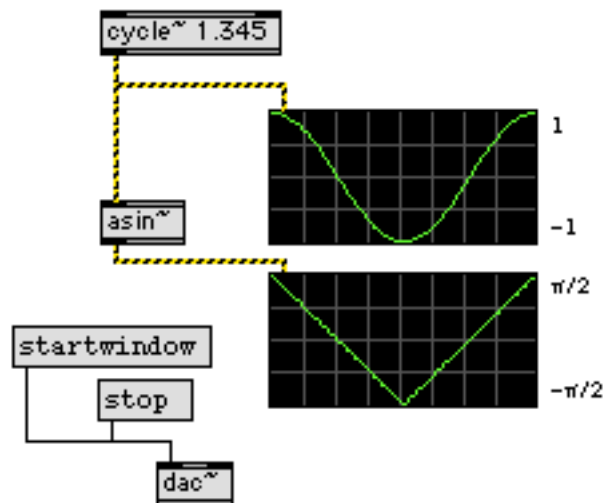 cycle~ 1.345
1
-1
asin~
π/2
-π/2
startwindow
stop
dac~